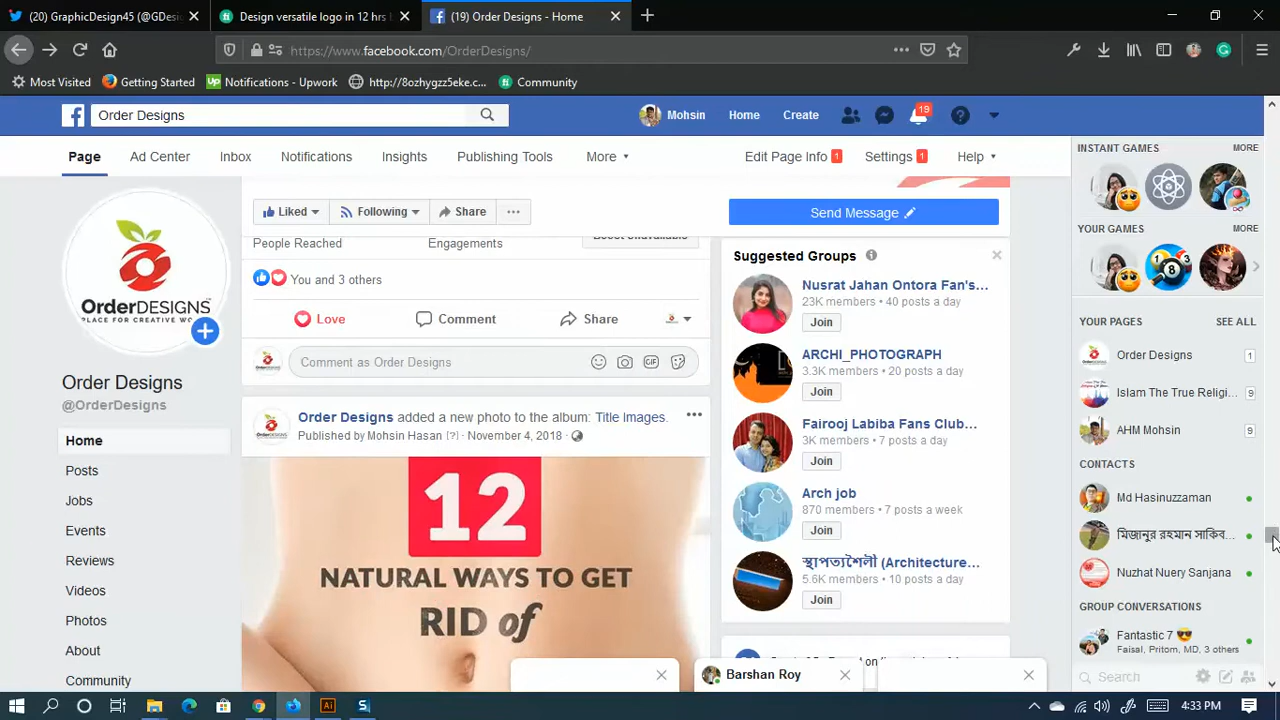 (20) GraphicDesign45 (@GDesi
Design versatile logo in 12 hrs
(19) Order Designs - Home
https://www.facebook.com/OrderDesigns/
Most Visited
Getting Started
Notifications - Upwork
http://8ozhygzz5eke.c...
Community
Order Designs
Mohsin
Home
Create
19
Page
Ad Center
Inbox
Notifications
Insights
Publishing Tools
More
Edit Page Info 1
Settings 1
Help
Liked
Following
Share
Send Message
OrderDESIGNS
PLACE FOR CREATIVE
Order Designs
@OrderDesigns
Home
Posts
Jobs
Events
Reviews
Videos
Photos
About
Community
People Reached
Engagements
Boost Unavailable
You and 3 others
Love
Comment
Share
Comment as Order Designs
GIF
Order Designs added a new photo to the album: Title Images.
Published by Mohsin Hasan [?] · November 4, 2018 ·
12
NATURAL WAYS TO GET
RID of
Suggested Groups
Nusrat Jahan Ontora Fan's...
23K members • 40 posts a day
Join
ARCHI_PHOTOGRAPH
3.3K members • 20 posts a day
Join
Fairooj Labiba Fans Club...
3K members • 7 posts a day
Join
Arch job
870 members • 7 posts a week
Join
স্থাপত্যশৈলী (Architecture...
5.6K members • 10 posts a day
Join
Barshan Roy
INSTANT GAMES
MORE
YOUR GAMES
MORE
8
YOUR PAGES
SEE ALL
Order Designs
1
Islam The True Religi...
9
AHM Mohsin
9
CONTACTS
Md Hasinuzzaman
মিজানুর রহমান সাকিব...
Nuzhat Nuery Sanjana
GROUP CONVERSATIONS
Fantastic 7 😎
Faisal, Pritom, MD, 3 others
Search
4:33 PM